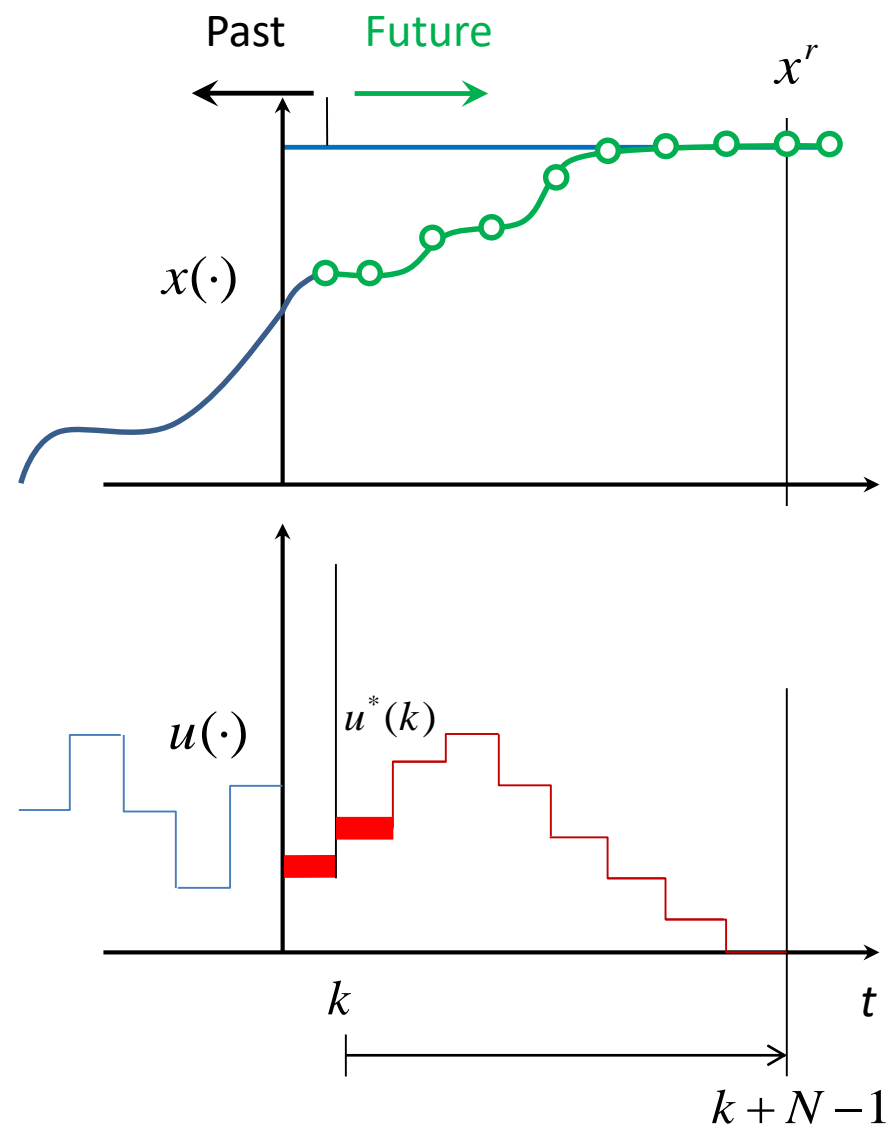 Past Future
x^r
x(·)
u(·)
u^*(k)
k
t
k + N − 1